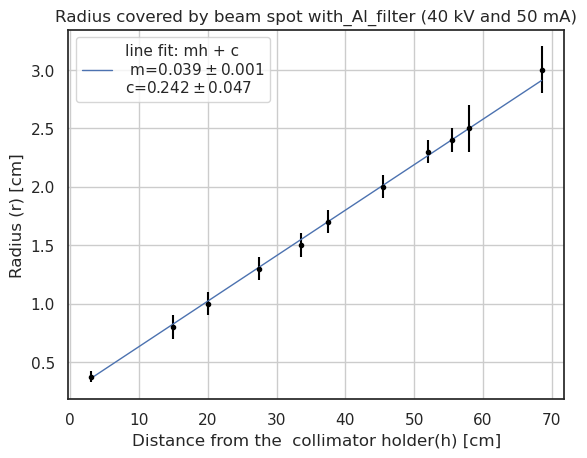 Radius covered by beam spot with_Al_filter (40 kV and 50 mA)
line fit: mh + c
m=0.039±0.001
c=0.242±0.047
3.0
2.5
2.0
1.5
1.0
0.5
Radius (r) [cm]
0 10 20 30 40 50 60 70
Distance from the  collimator holder(h) [cm]